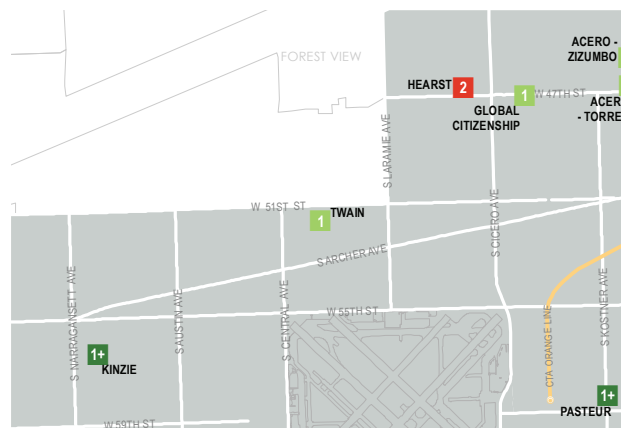 ACERO -
ZIZUMBO
FOREST VIEW
HEARST 2
1 W 47TH ST
GLOBAL
CITIZENSHIP
ACER
- TORRE
S LARAMIE AVE
S CICERO AVE
W 51ST ST
TWAIN
1
S ARCHER AVE
S NARRAGANSETT AVE
S AUSTIN AVE
S CENTRAL AVE
W 55TH ST
CTA ORANGE LINE
S KOSTNER AVE
1+
KINZIE
1+
PASTEUR
W 59TH ST